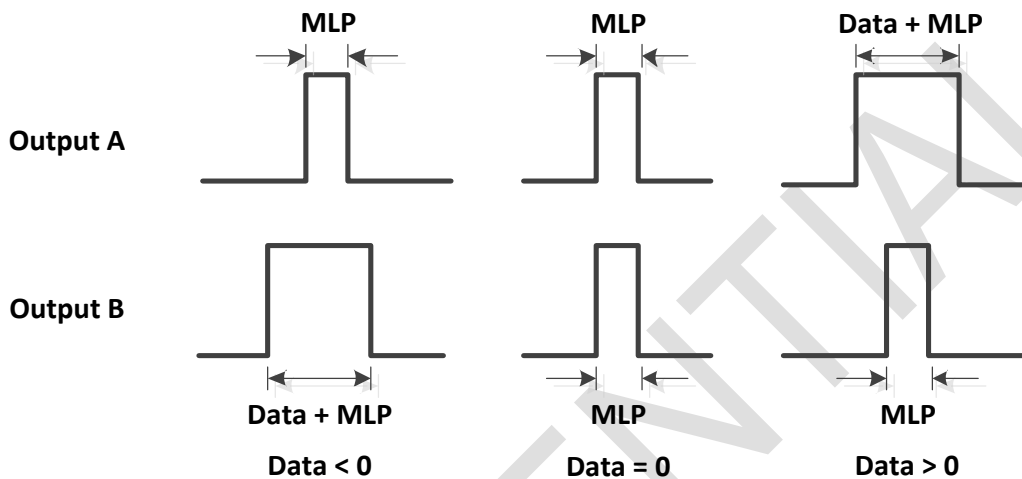 MLP MLP Data + MLP
Output A
Output B
Data + MLP MLP MLP
Data < 0 Data = 0 Data > 0